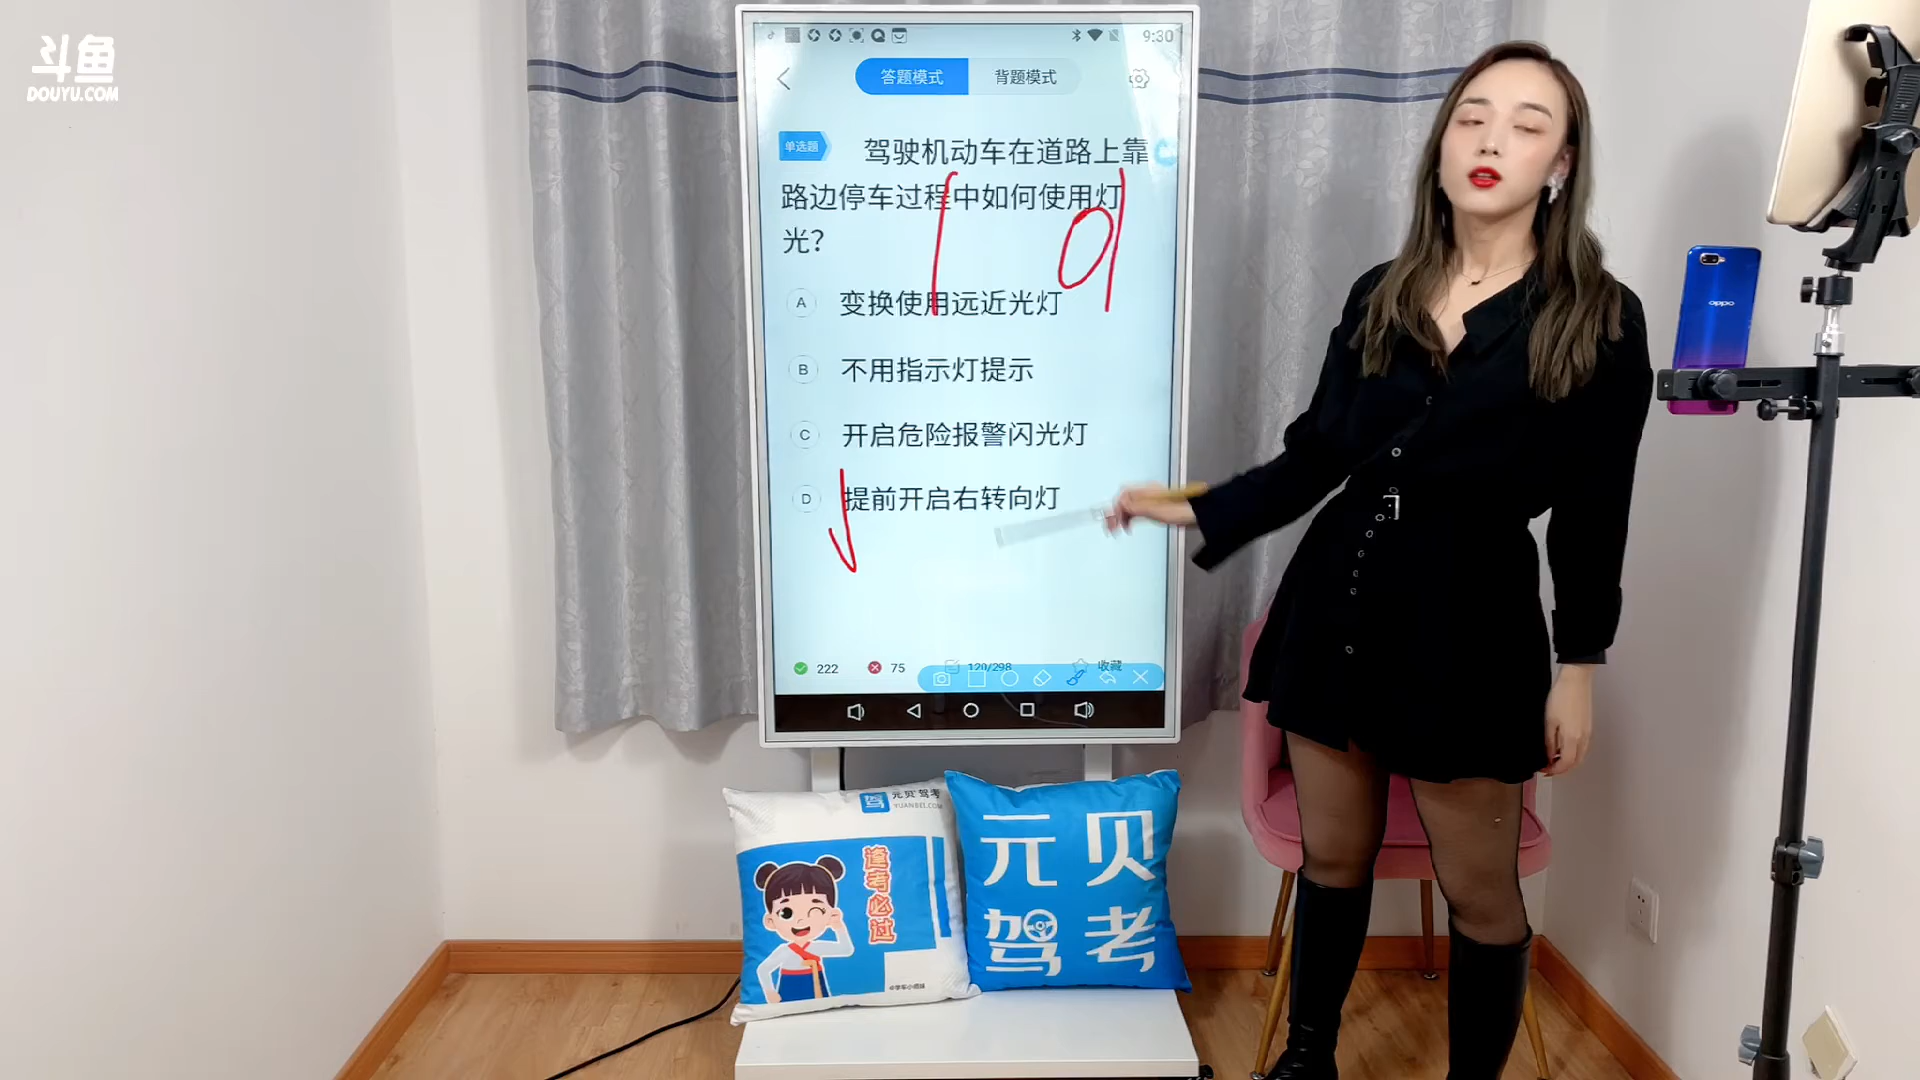 斗鱼
DOUYU.COM
9:30
答题模式
背题模式
单选题
驾驶机动车在道路上靠
路边停车过程中如何使用灯
光？
A 变换使用远近光灯
B 不用指示灯提示
C 开启危险报警闪光灯
D 提前开启右转向灯
222
75
120/298
收藏
oppo
驾
元贝驾考
YUANBEI.COM
逢考必过
元贝
驾考